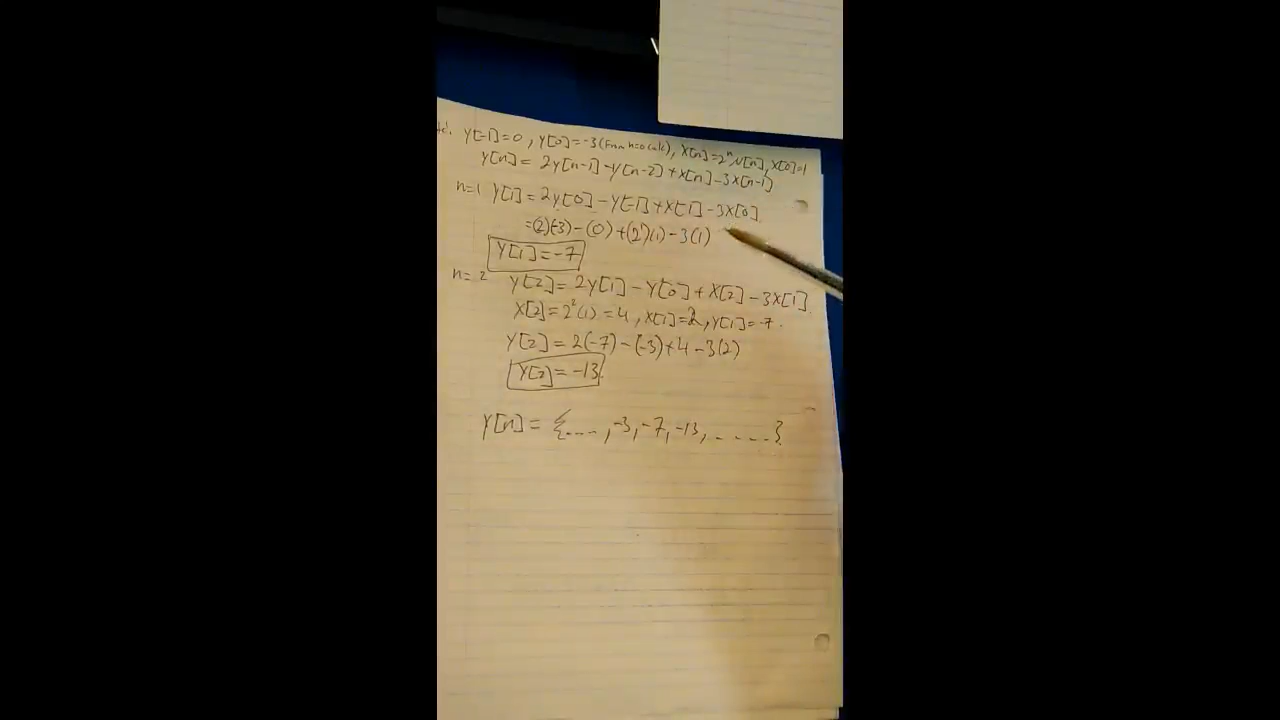 Y[-1]=0, Y[0]=-3 (From n=0 calc), X[n]=2ⁿ u[n], X[0]=1
Y[n] = 2Y[n-1] - Y[n-2] + X[n] - 3X[n-1]
n=1 Y[1] = 2Y[0] - Y[-1] + X[1] - 3X[0]
=(2)(-3) - (0) + (2¹)(1) - 3(1)
Y[1] = -7
n=2 Y[2] = 2Y[1] - Y[0] + X[2] - 3X[1]
X[2] = 2²(1) = 4, X[1]=2, Y[1]=-7.
Y[2] = 2(-7) - (-3) + 4 - 3(2)
Y[2] = -13.
Y[n] = {...., -3, -7, -13, .....}